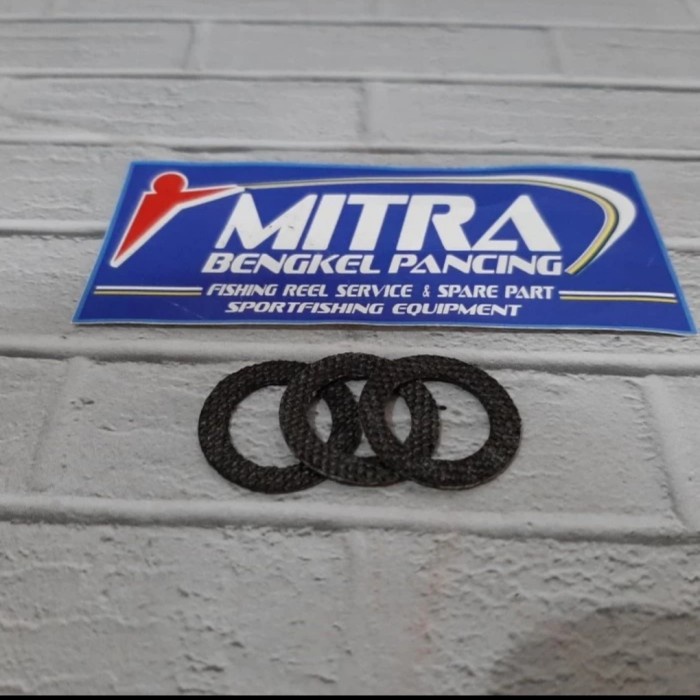 MITRA
BENGKEL PANCING
FISHING REEL SERVICE & SPARE PART
SPORTFISHING EQUIPMENT